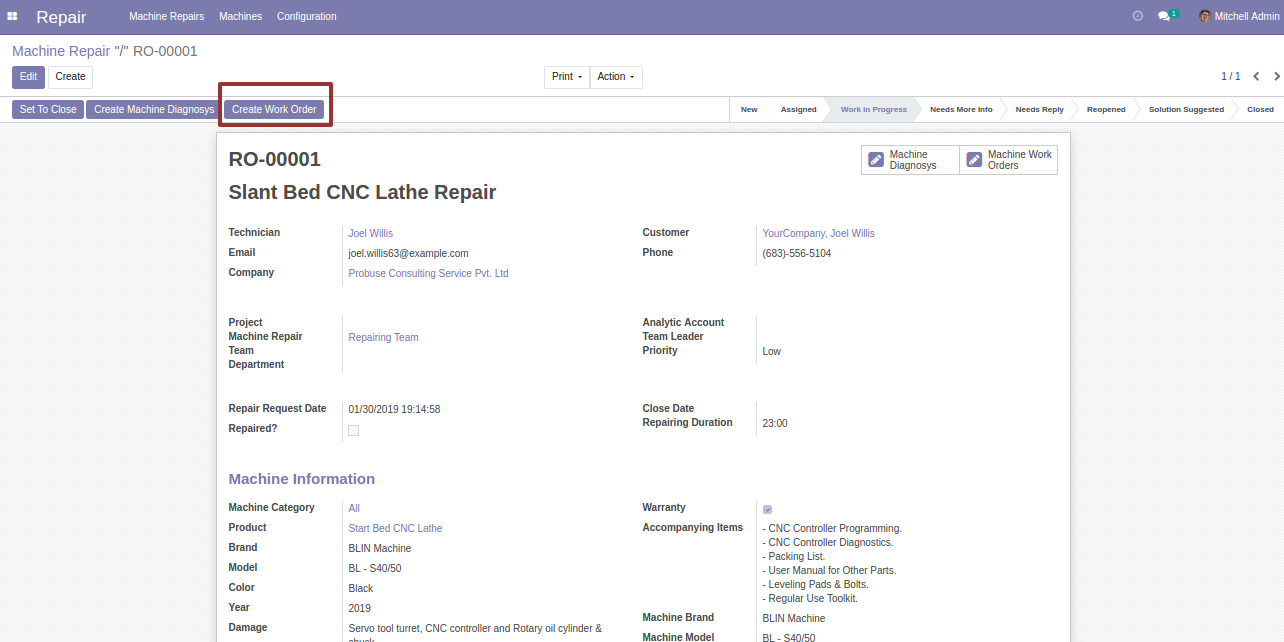 Repair Machine Repairs Machines Configuration 1 Mitchell Admin
Machine Repair "/" RO-00001
Edit Create Print Action 1 / 1
Set To Close Create Machine Diagnosys Create Work Order New Assigned Work in Progress Needs More Info Needs Reply Reopened Solution Suggested Closed
RO-00001
Machine Diagnosys
Machine Work Orders
Slant Bed CNC Lathe Repair
Technician Joel Willis
Email joel.willis63@example.com
Company Probuse Consulting Service Pvt. Ltd
Customer YourCompany, Joel Willis
Phone (683)-556-5104
Project
Machine Repair Team Repairing Team
Department
Analytic Account
Team Leader
Priority Low
Repair Request Date 01/30/2019 19:14:58
Repaired?
Close Date
Repairing Duration 23:00
Machine Information
Machine Category All
Product Start Bed CNC Lathe
Brand BLIN Machine
Model BL - S40/50
Color Black
Year 2019
Damage Servo tool turret, CNC controller and Rotary oil cylinder &
chuck
Warranty
Accompanying Items - CNC Controller Programming.
- CNC Controller Diagnostics.
- Packing List.
- User Manual for Other Parts.
- Leveling Pads & Bolts.
- Regular Use Toolkit.
Machine Brand BLIN Machine
Machine Model BL - S40/50